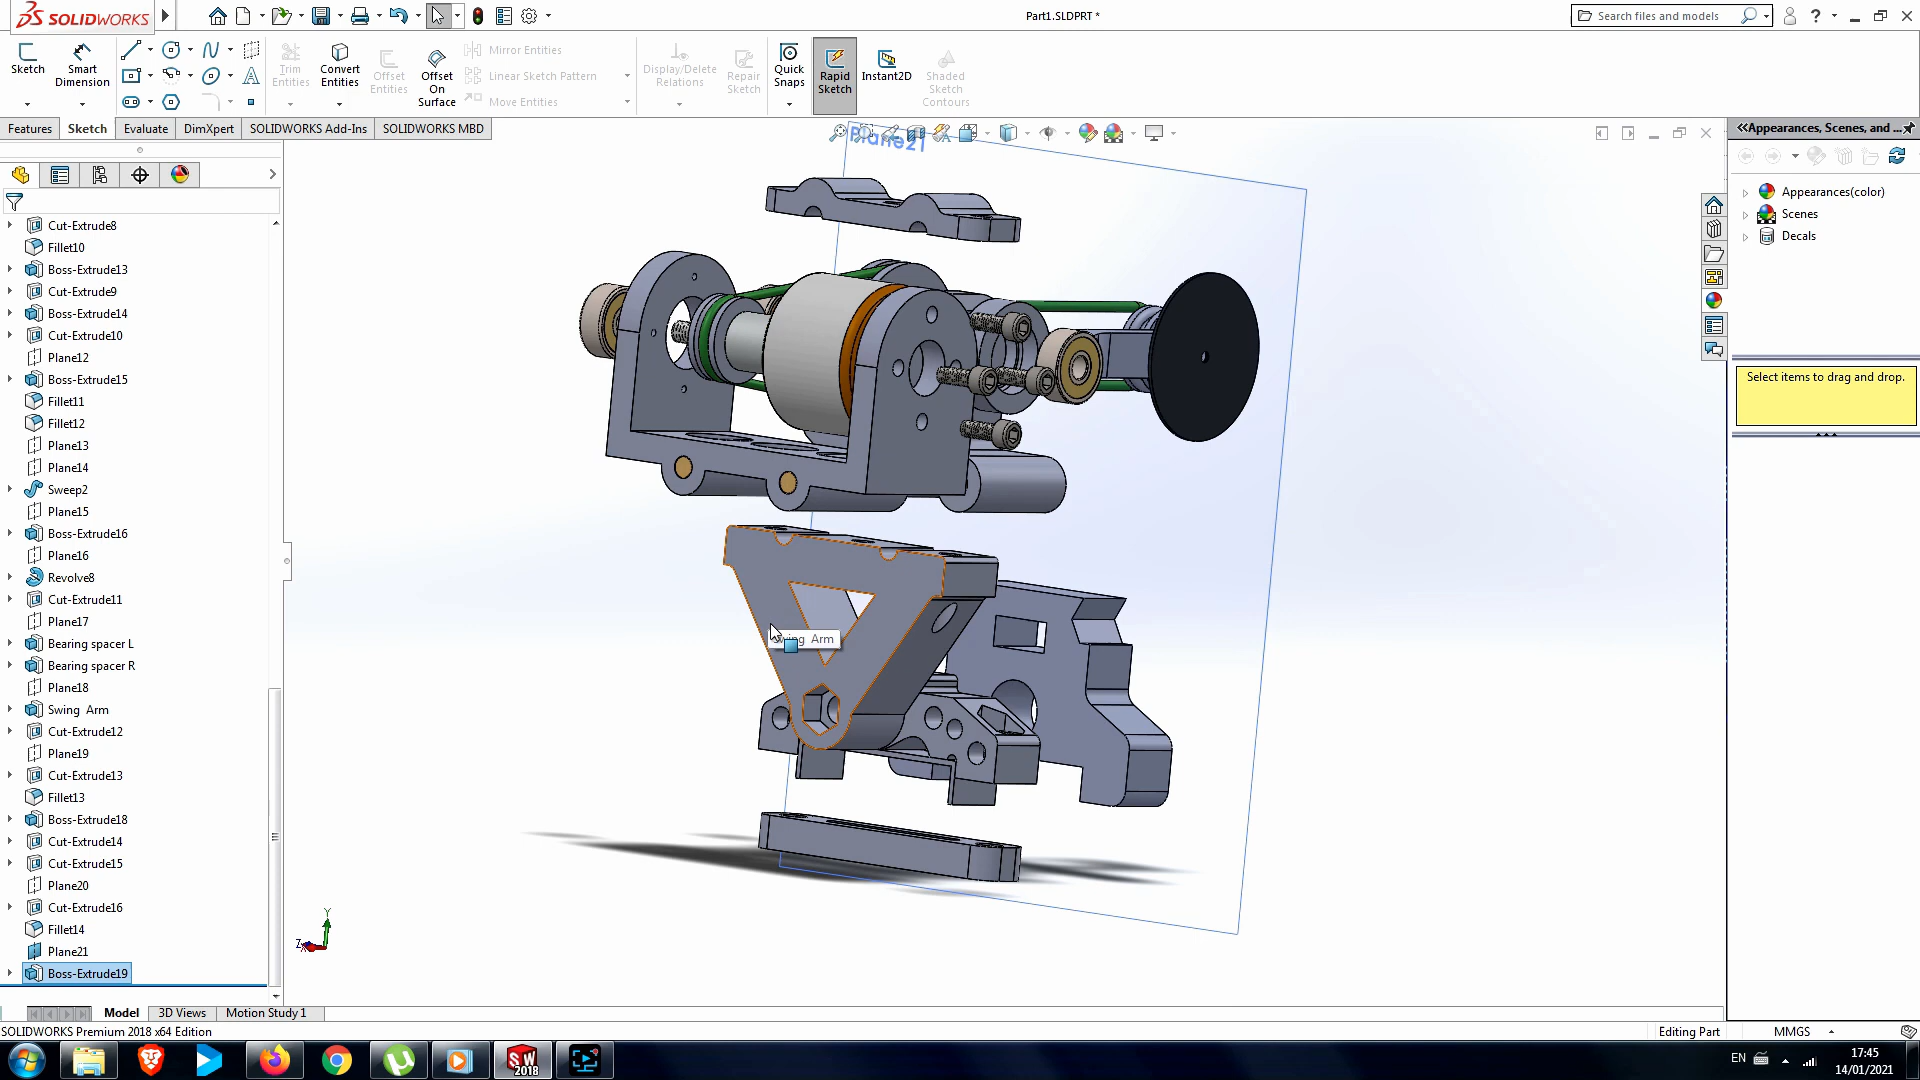 SOLIDWORKS
Part1.SLDPRT *
Search files and models
?
Sketch
Smart Dimension
Trim Entities
Convert Entities
Offset Entities
Offset On Surface
Mirror Entities
Linear Sketch Pattern
Move Entities
Display/Delete Relations
Repair Sketch
Quick Snaps
Rapid Sketch
Instant2D
Shaded Sketch Contours
Features
Sketch
Evaluate
DimXpert
SOLIDWORKS Add-Ins
SOLIDWORKS MBD
Plane21
Appearances, Scenes, and ...
Appearances(color)
Scenes
Decals
Select items to drag and drop.
Cut-Extrude8
Fillet10
Boss-Extrude13
Cut-Extrude9
Boss-Extrude14
Cut-Extrude10
Plane12
Boss-Extrude15
Fillet11
Fillet12
Plane13
Plane14
Sweep2
Plane15
Boss-Extrude16
Plane16
Revolve8
Cut-Extrude11
Plane17
Bearing spacer L
Bearing spacer R
Plane18
Swing Arm
Cut-Extrude12
Plane19
Cut-Extrude13
Fillet13
Boss-Extrude18
Cut-Extrude14
Cut-Extrude15
Plane20
Cut-Extrude16
Fillet14
Plane21
Boss-Extrude19
Swing Arm
Y
Z
Model
3D Views
Motion Study 1
SOLIDWORKS Premium 2018 x64 Edition
Editing Part
MMGS
SW 2018
EN
17:45
14/01/2021